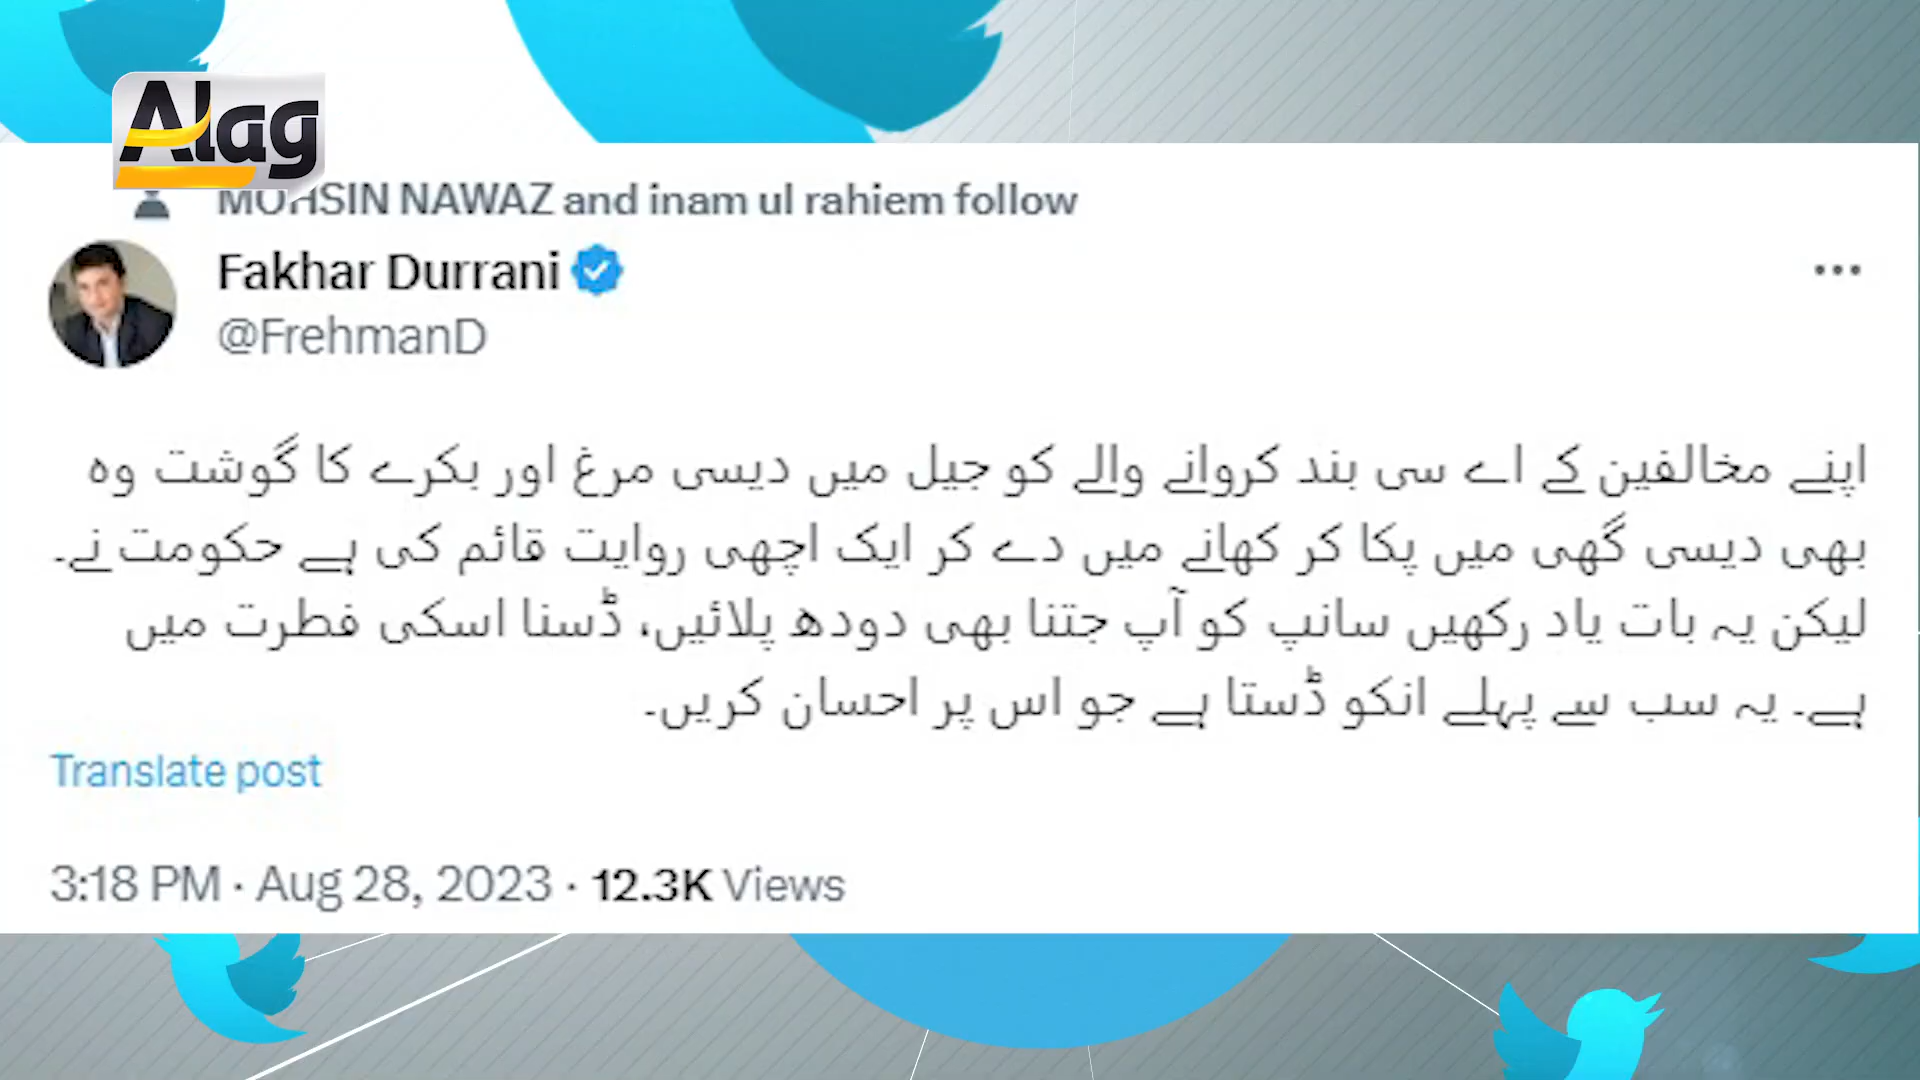 Alag
MOHSIN NAWAZ and inam ul rahiem follow
Fakhar Durrani
@FrehmanD
اپنے مخالفین کے اے سی بند کروانے والے کو جیل میں دیسی مرغ اور بکرے کا گوشت وہ
بھی دیسی گھی میں پکا کر کھانے میں دے کر ایک اچھی روایت قائم کی ہے حکومت نے۔
لیکن یہ بات یاد رکھیں سانپ کو آپ جتنا بھی دودھ پلائیں، ڈسنا اسکی فطرت میں
ہے۔ یہ سب سے پہلے انکو ڈستا ہے جو اس پر احسان کریں۔
Translate post
3:18 PM · Aug 28, 2023 · 12.3K Views